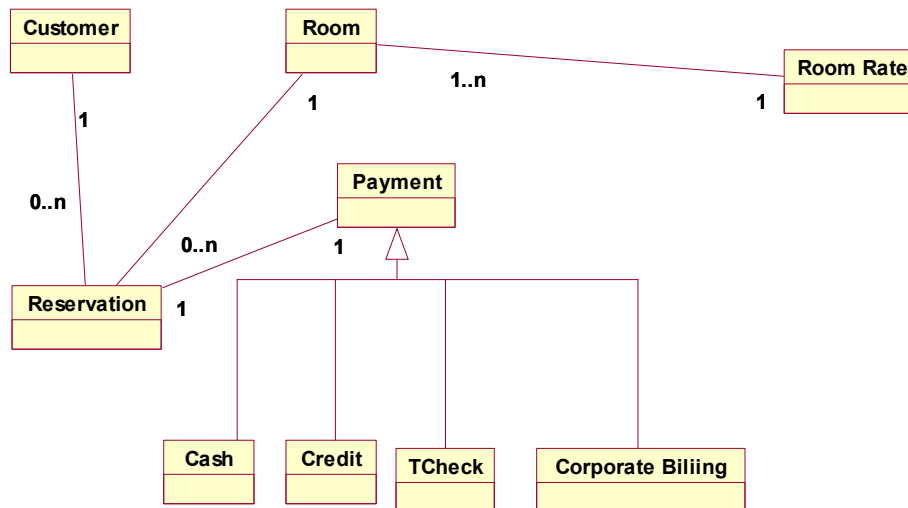 Customer
Room
Room Rate
1
1
1..n
1
Payment
0..n
0..n
1
Reservation
1
Cash
Credit
TCheck
Corporate Biliing